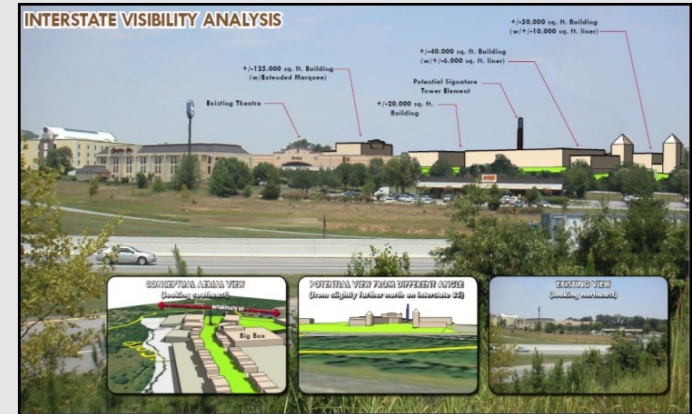 INTERSTATE VISIBILITY ANALYSIS
+/-50,000 sq. ft. Building
(w/+/-10,000 sq. ft. liner)
+/-40,000 sq. ft. Building
(w/+/-6,000 sq. ft. liner)
+/-125,000 sq. ft. Building
(w/Extended Marquee)
Potential Signature
Tower Element
Existing Theatre
+/-20,000 sq. ft.
Building
CONCEPTUAL AERIAL VIEW
(looking southwest)
Big Box
POTENTIAL VIEW FROM DIFFERENT ANGLE
(from slightly further north on Interstate 85)
EXISTING VIEW
(looking northeast)